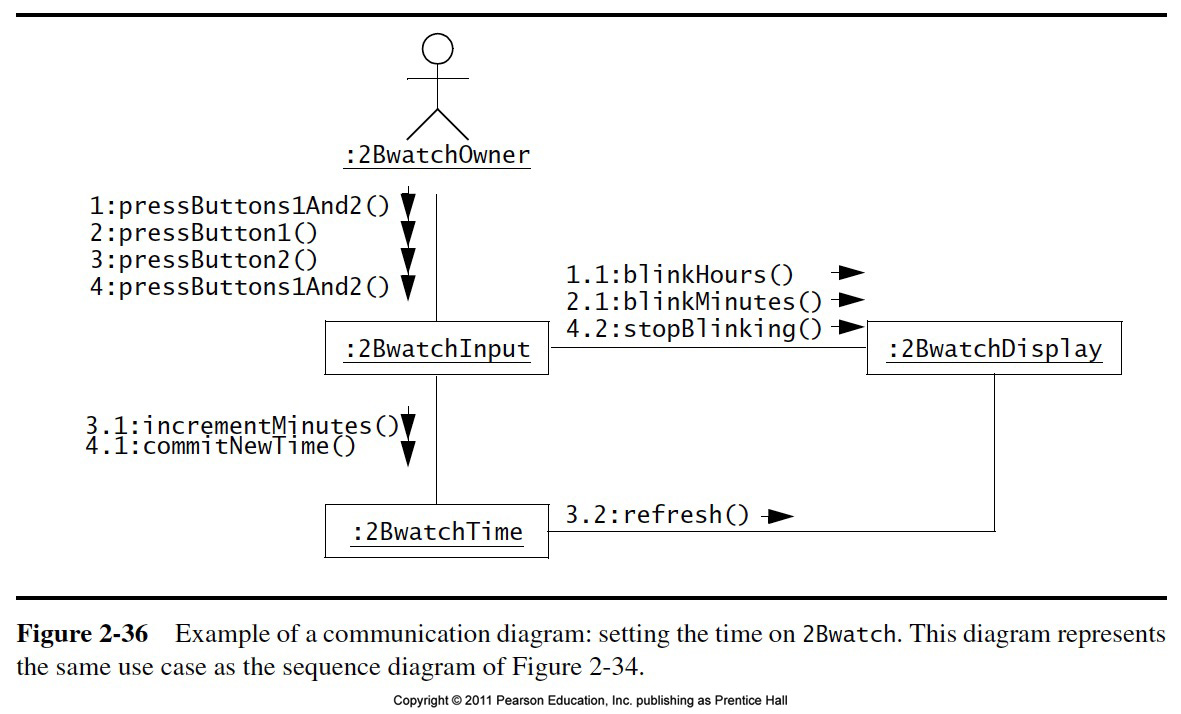 :2BwatchOwner
1:pressButtons1And2()
2:pressButton1()
3:pressButton2()
4:pressButtons1And2()
1.1:blinkHours()
2.1:blinkMinutes()
4.2:stopBlinking()
:2BwatchInput
:2BwatchDisplay
3.1:incrementMinutes()
4.1:commitNewTime()
3.2:refresh()
:2BwatchTime
Figure 2-36 Example of a communication diagram: setting the time on 2Bwatch. This diagram represents
the same use case as the sequence diagram of Figure 2-34.
Copyright © 2011 Pearson Education, Inc. publishing as Prentice Hall